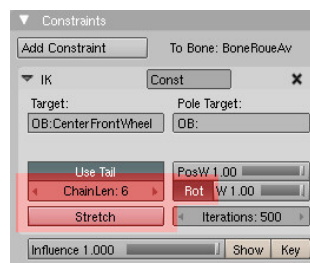 Constraints
Add Constraint To Bone: BoneRoueAv
IK Const
Target: Pole Target:
OB:CenterFrontWheel OB:
Use Tail PosW 1.00
ChainLen: 6 Rot W 1.00
Stretch Iterations: 500
Influence 1.000 Show Key